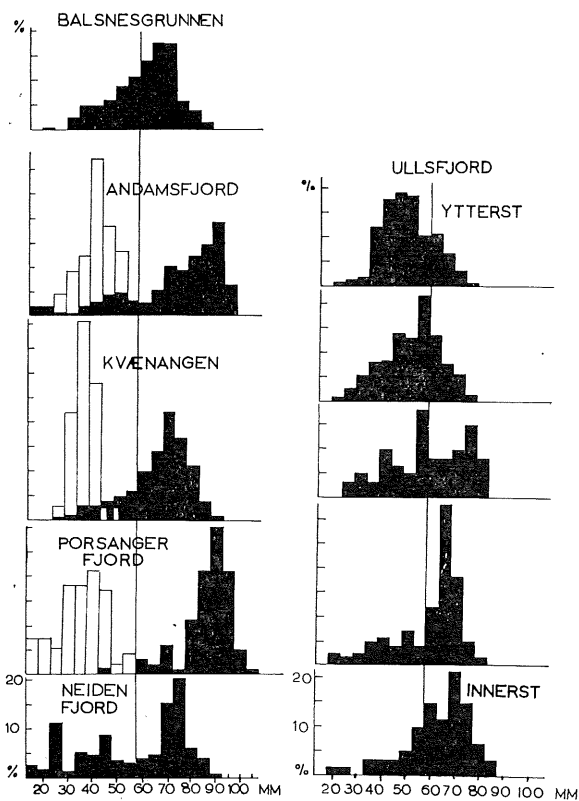 BALSNESGRUNNEN
%
ANDAMSFJORD
KVÆNANGEN
PORSANGER
FJORD
NEIDEN
FJORD
20
10
%
20 30 40 50 60 70 80 90 100 MM
ULLSFJORD
%
YTTERST
INNERST
20
10
%
20 30 40 50 60 70 80 90 100 MM